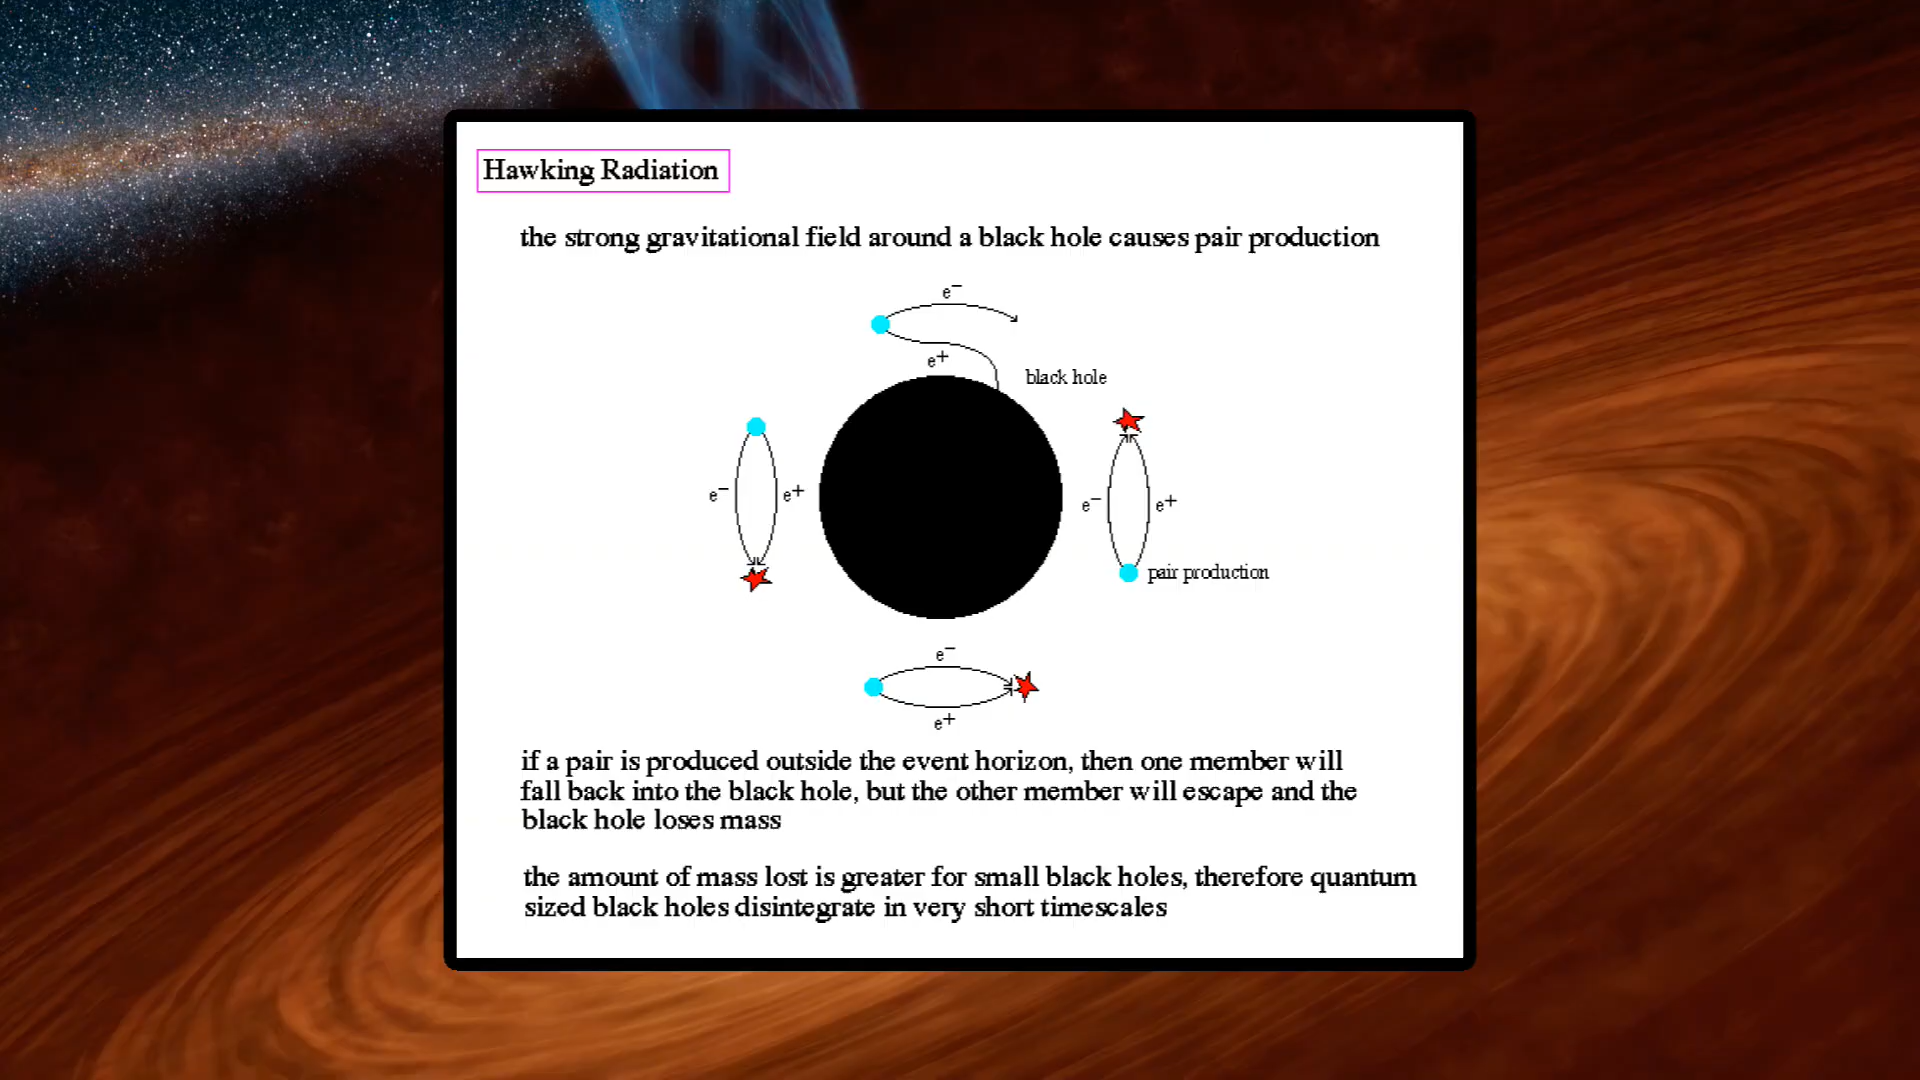 Hawking Radiation
the strong gravitational field around a black hole causes pair production
e−
e+
black hole
e−
e+
e−
e+
pair production
e−
e+
if a pair is produced outside the event horizon, then one member will
fall back into the black hole, but the other member will escape and the
black hole loses mass
the amount of mass lost is greater for small black holes, therefore quantum
sized black holes disintegrate in very short timescales